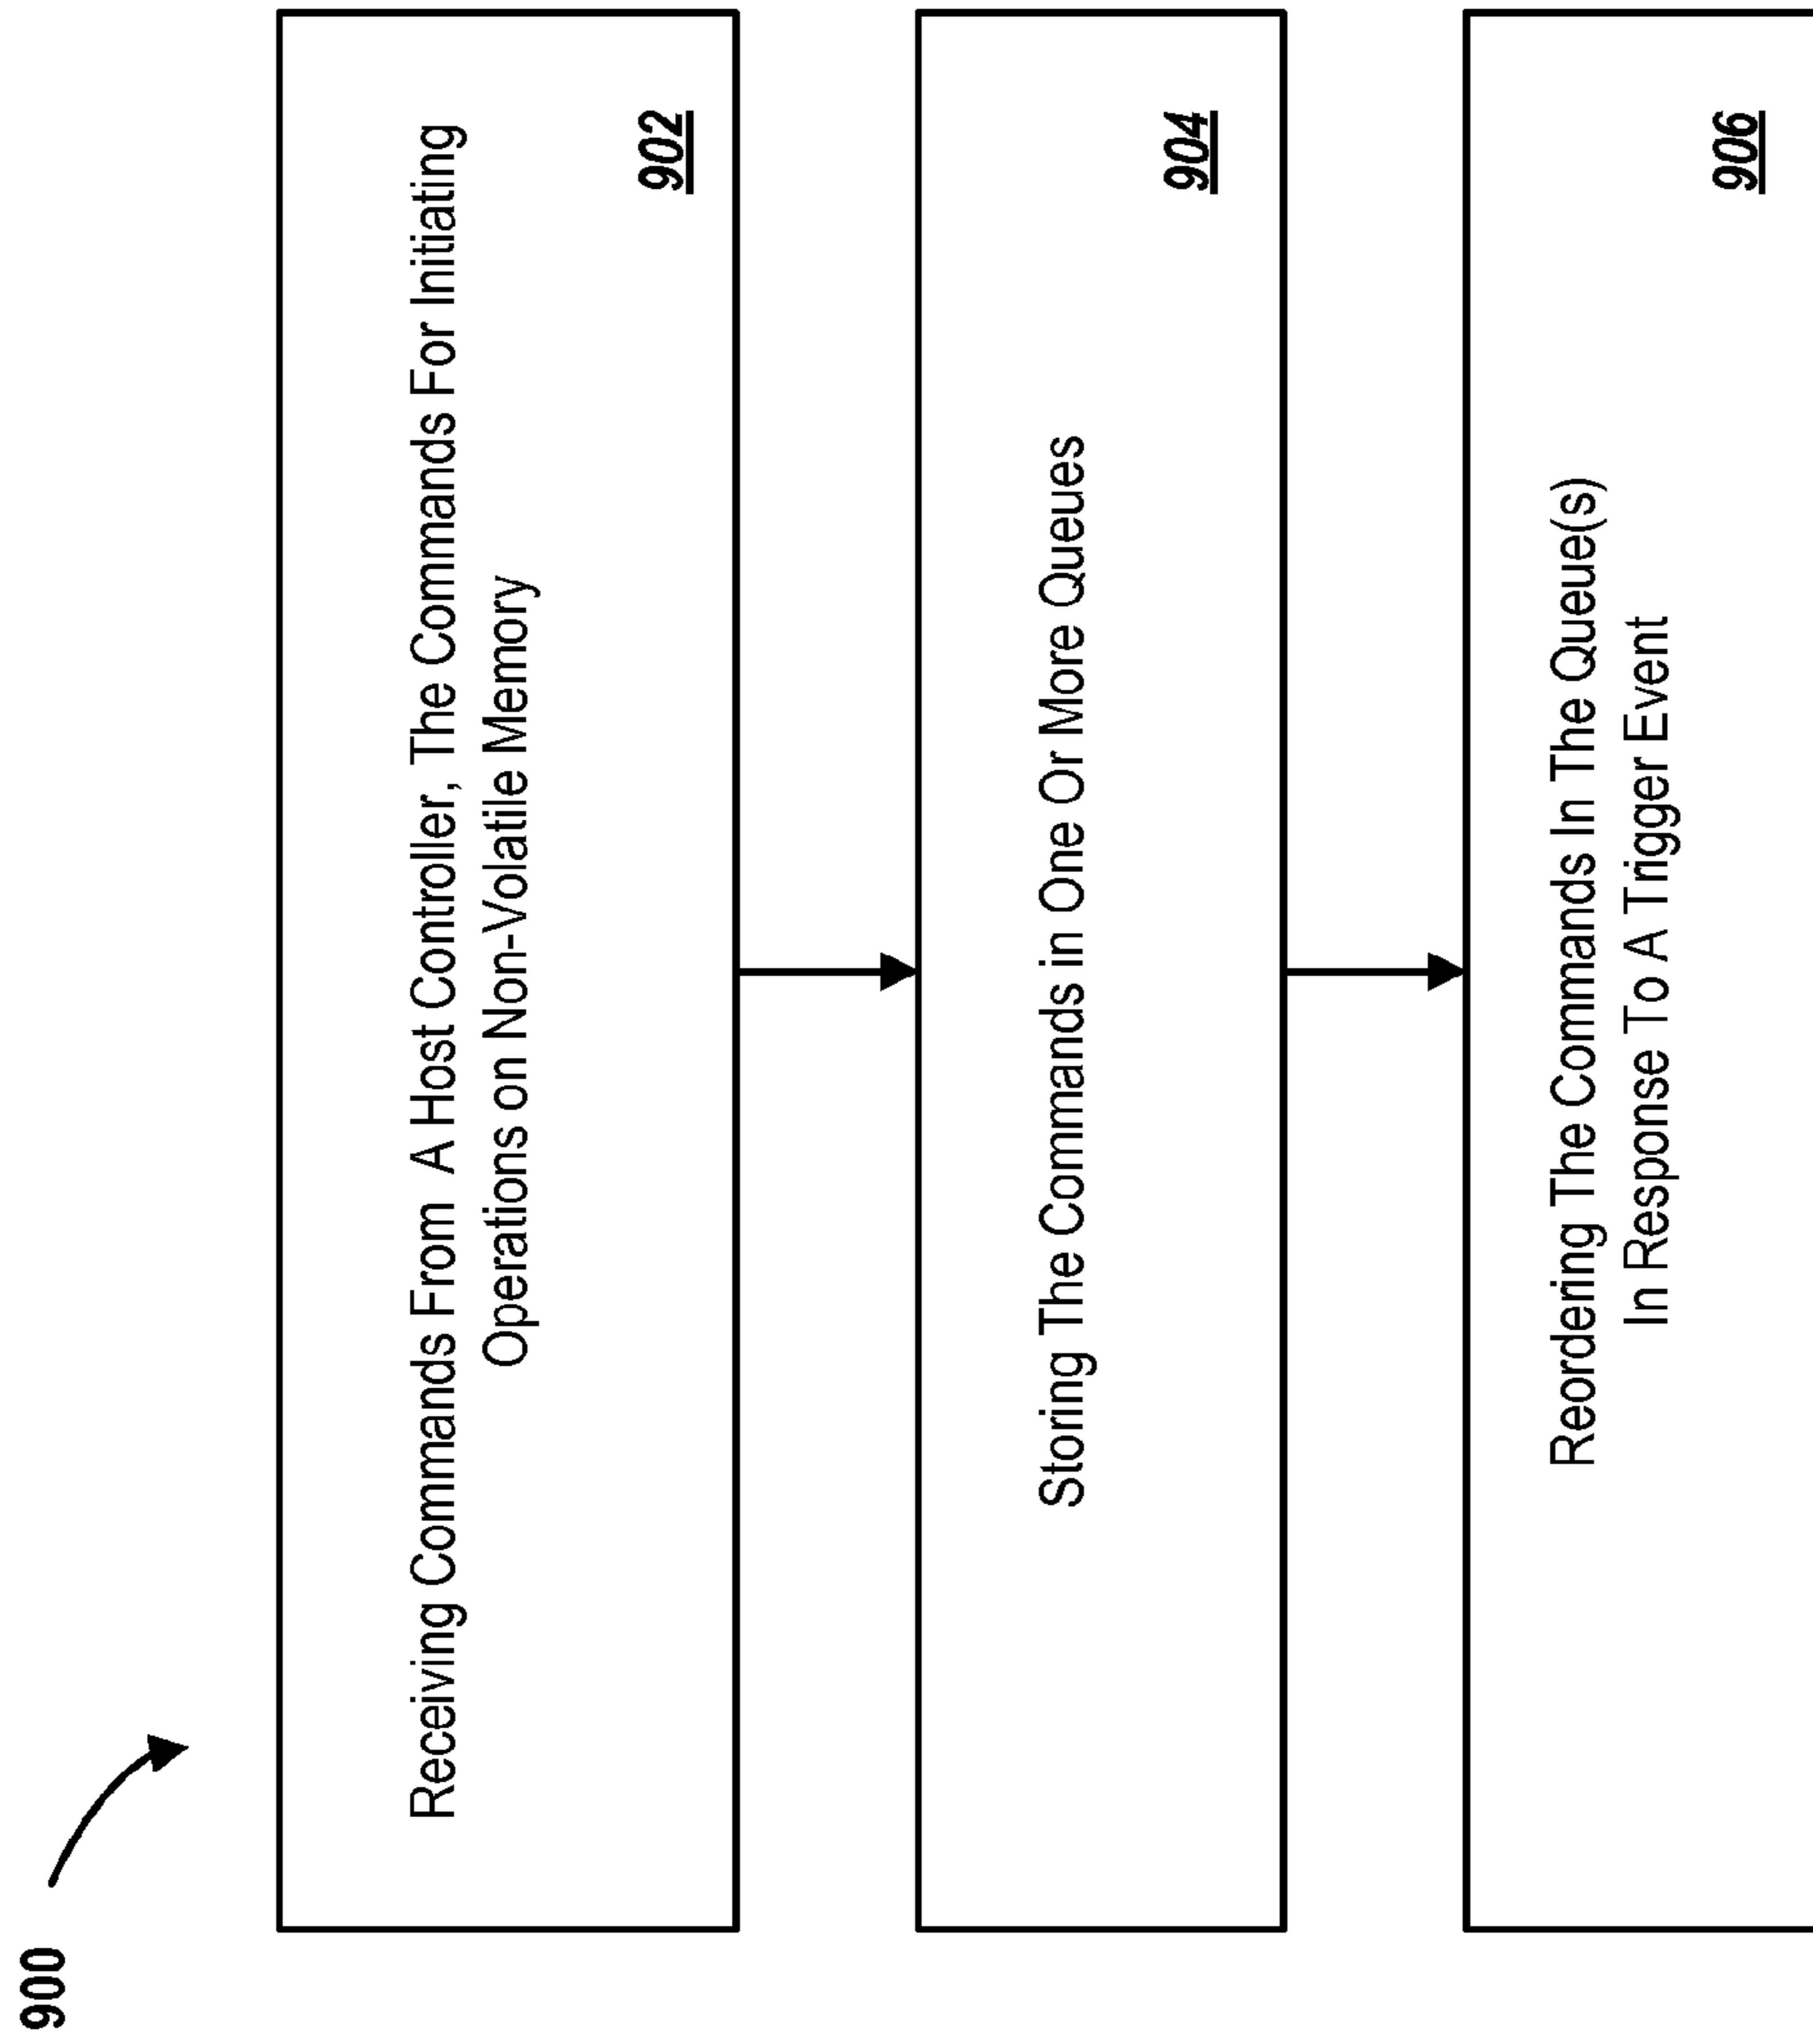 900
Receiving Commands From A Host Controller, The Commands For Initiating
Operations on Non-Volatile Memory
902
Storing The Commands in One Or More Queues
904
Reordering The Commands In The Queue(s)
In Response To A Trigger Event
906